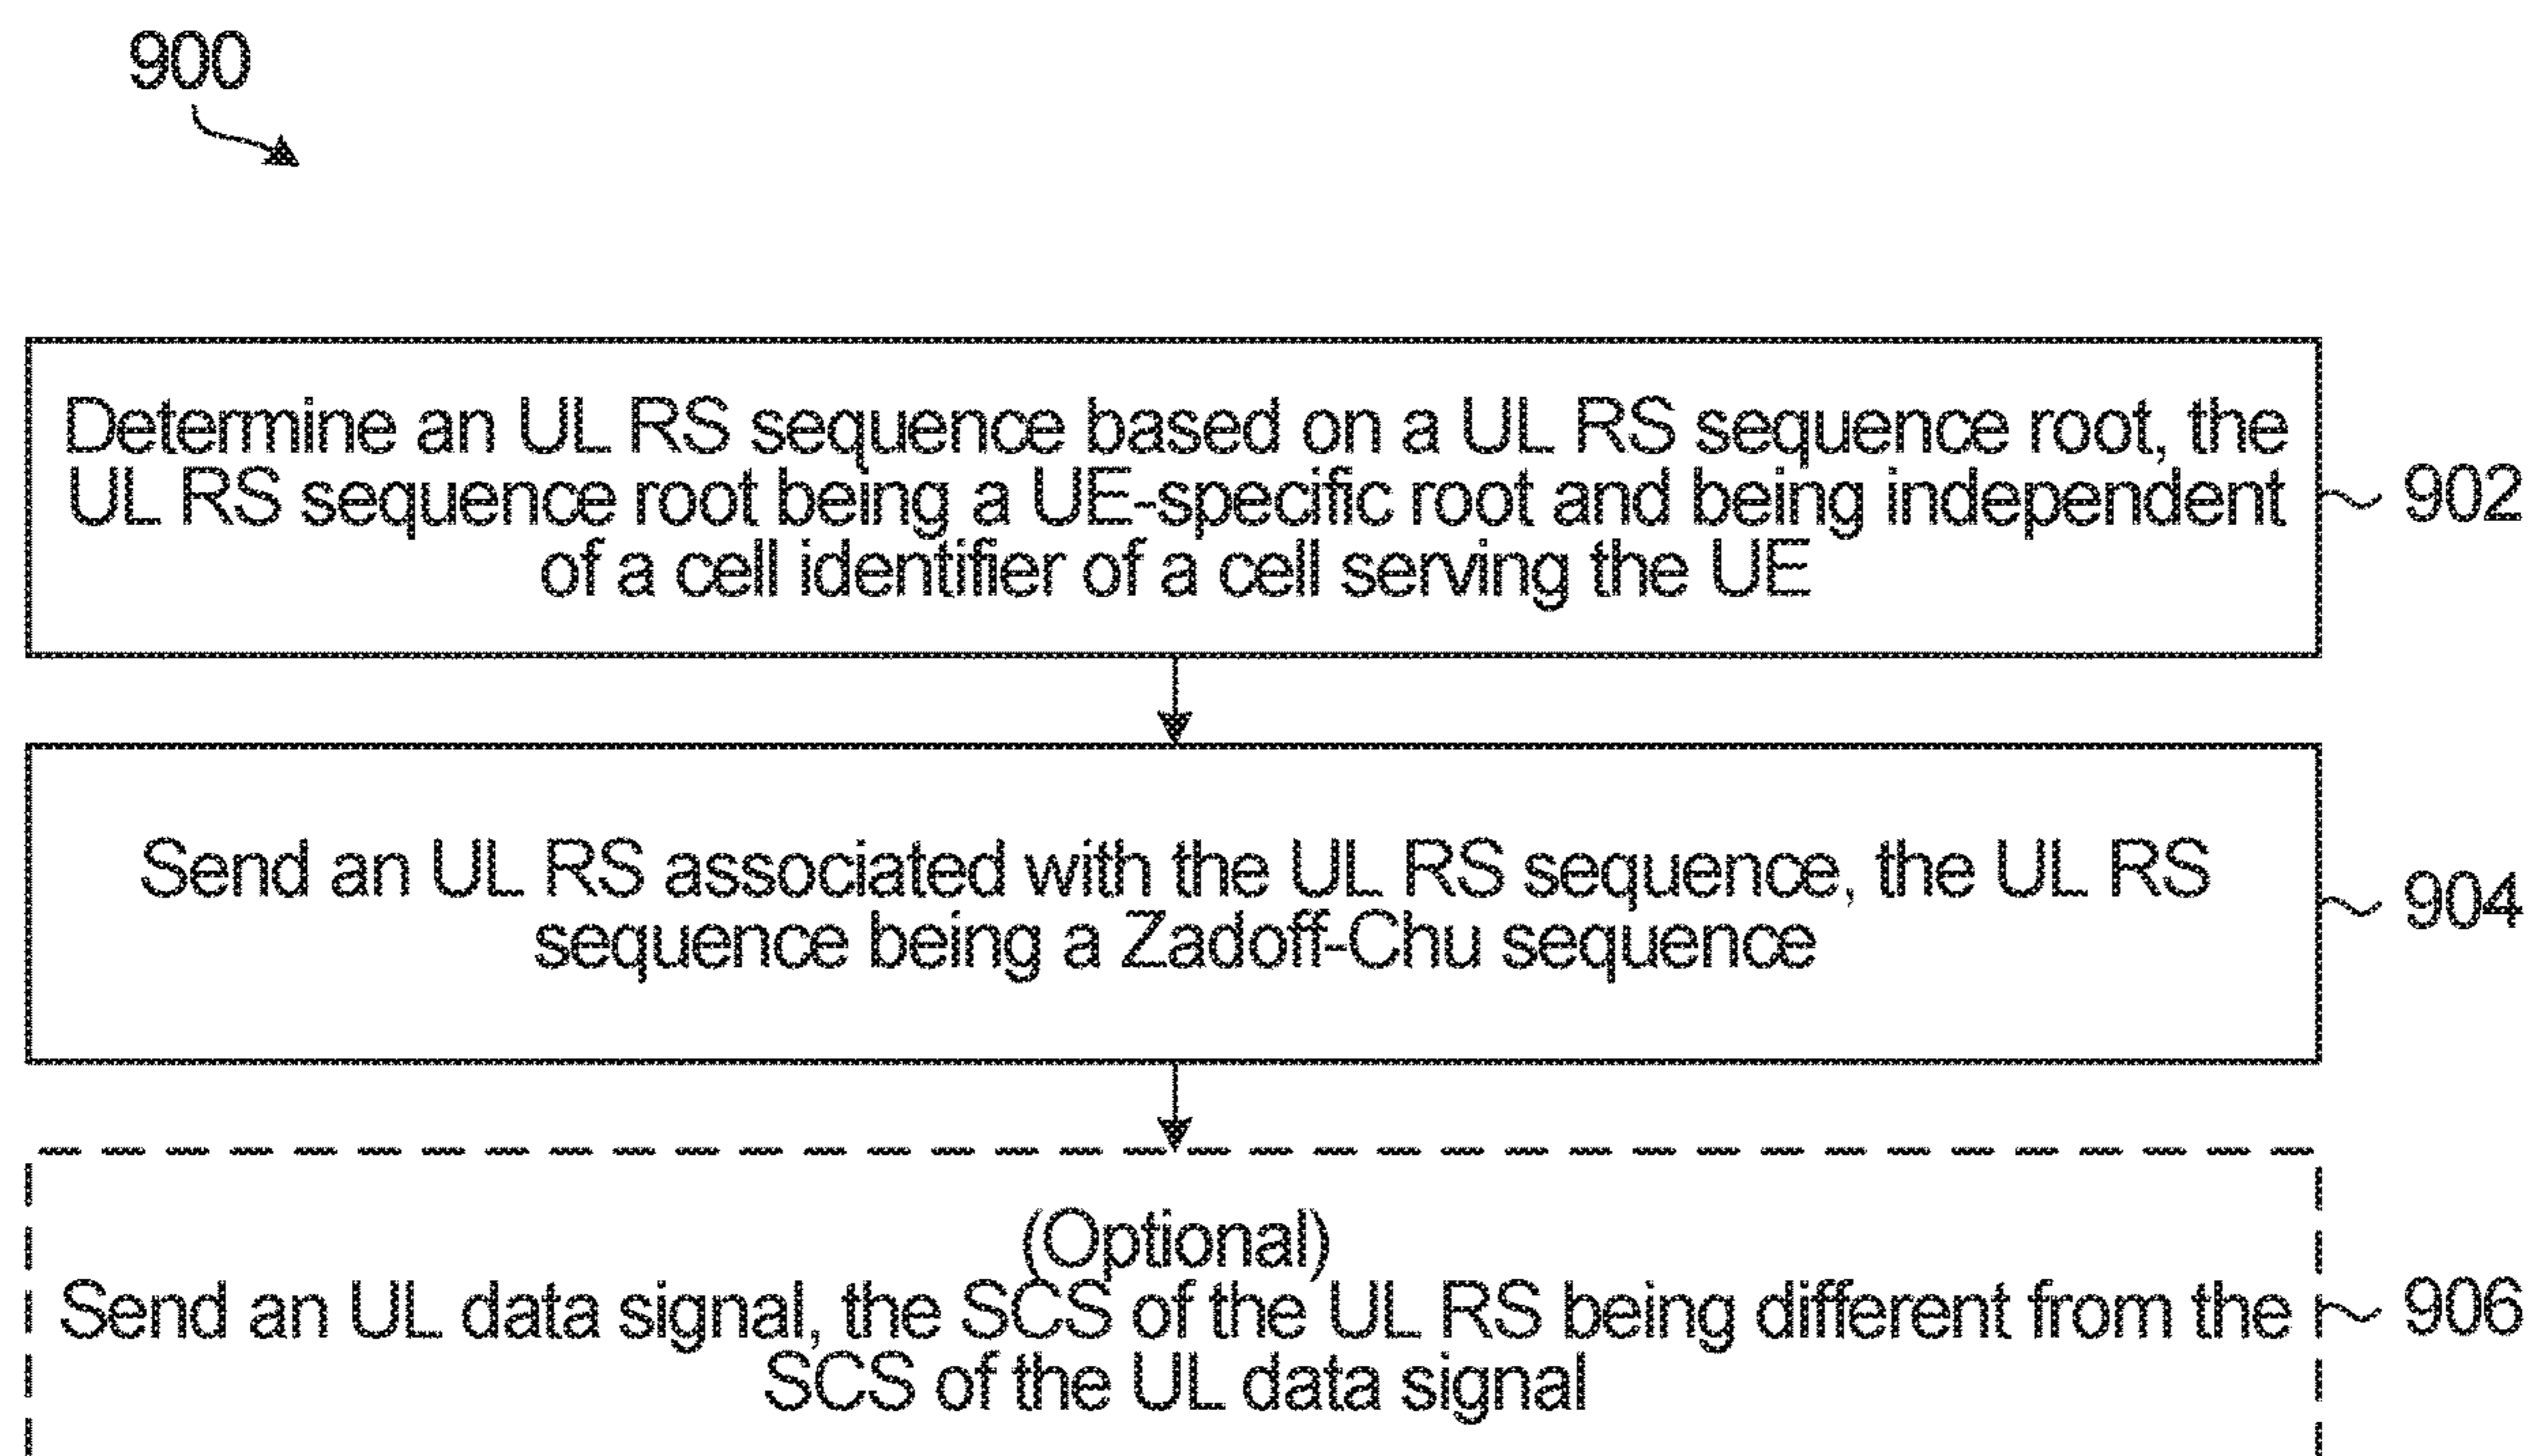 900
Determine an UL RS sequence based on a UL RS sequence root, the
UL RS sequence root being a UE-specific root and being independent
of a cell identifier of a cell serving the UE
902
Send an UL RS associated with the UL RS sequence, the UL RS
sequence being a Zadoff-Chu sequence
904
(Optional)
Send an UL data signal, the SCS of the UL RS being different from the
SCS of the UL data signal
906